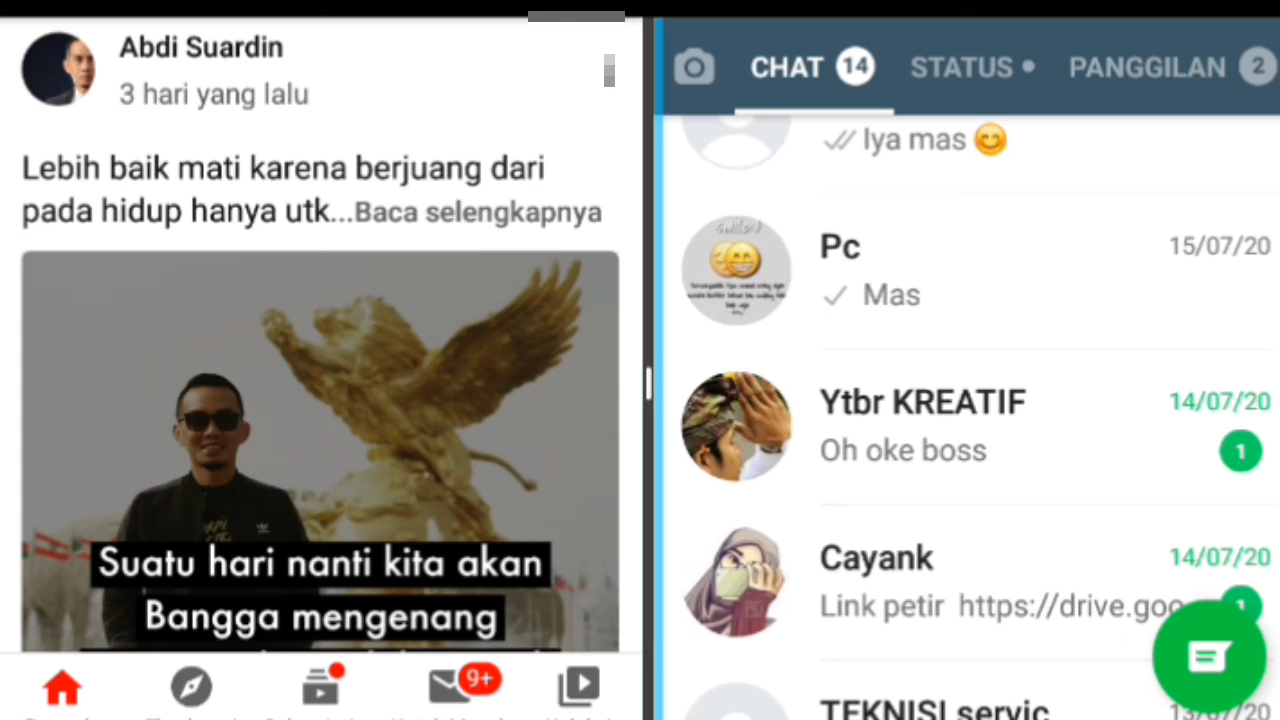 Abdi Suardin
3 hari yang lalu
Lebih baik mati karena berjuang dari
pada hidup hanya utk...Baca selengkapnya
Suatu hari nanti kita akan
Bangga mengenang
9+
CHAT 14 STATUS PANGGILAN 2
Iya mas 😊
Pc 15/07/20
Mas
Ytbr KREATIF 14/07/20
Oh oke boss 1
Cayank 14/07/20
Link petir https://drive.goo 1
TEKNISI servic 13/07/20